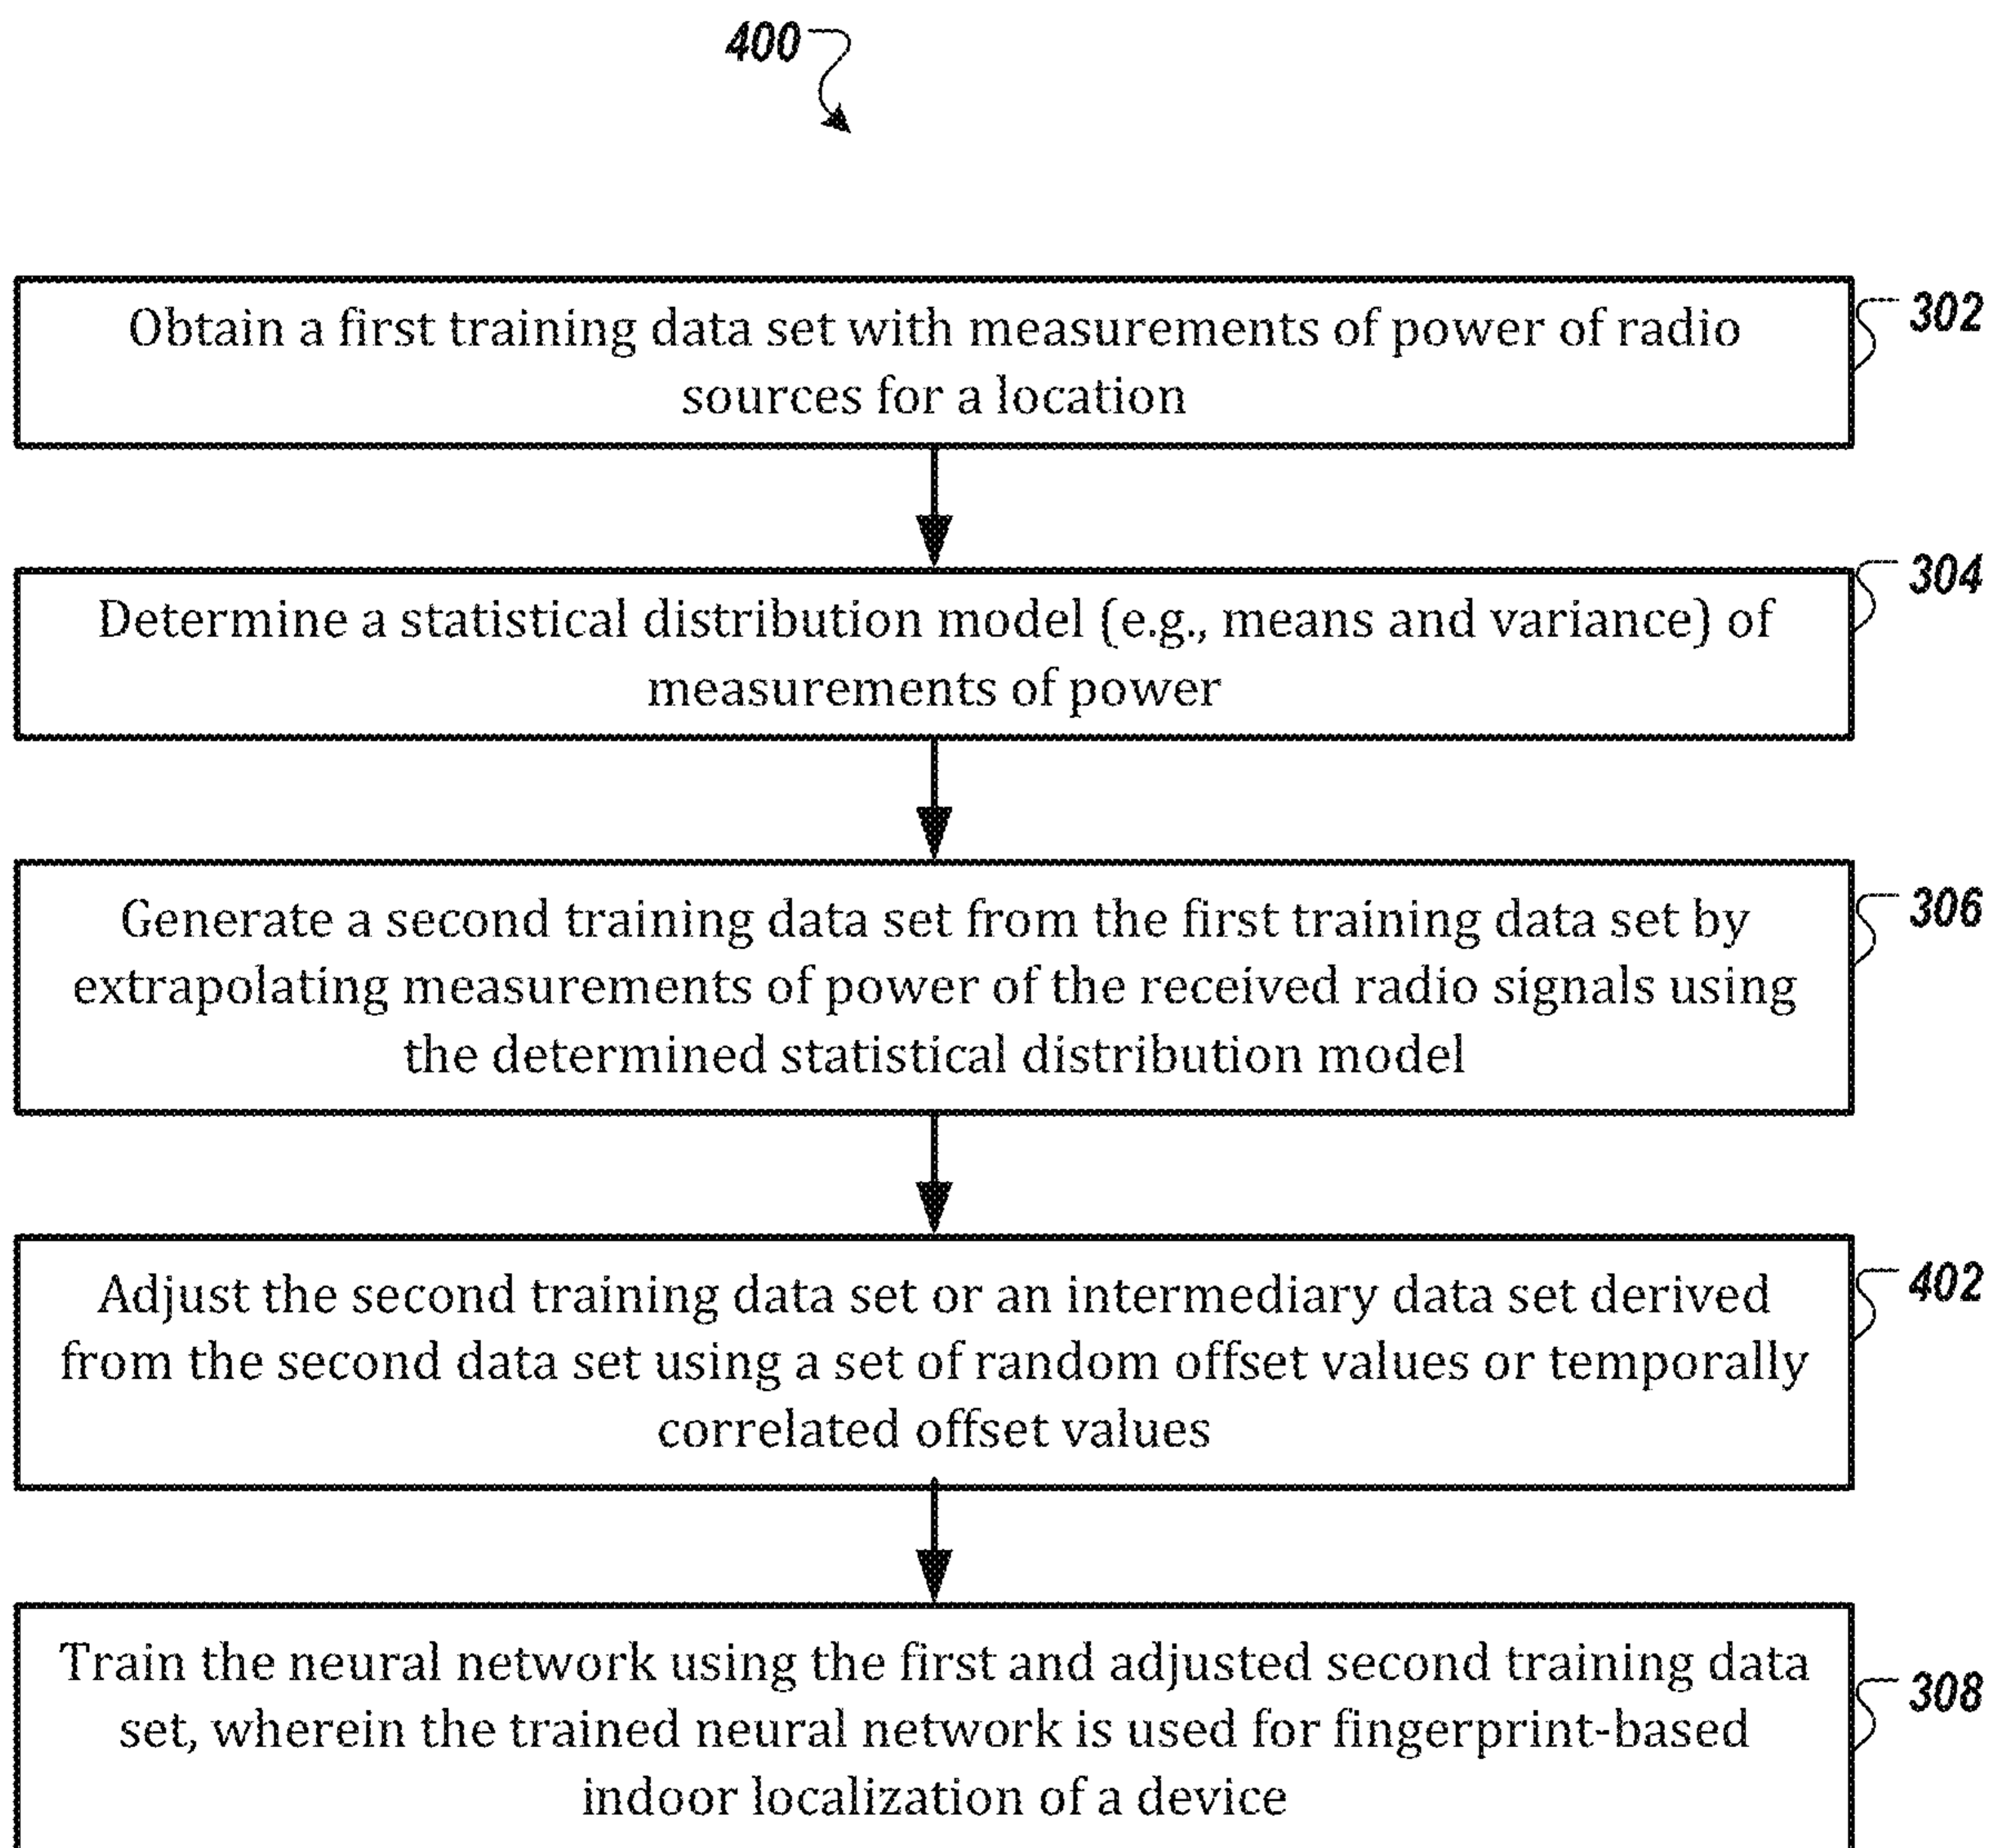 400
Obtain a first training data set with measurements of power of radio
sources for a location
302
Determine a statistical distribution model (e.g., means and variance) of
measurements of power
304
Generate a second training data set from the first training data set by
extrapolating measurements of power of the received radio signals using
the determined statistical distribution model
306
Adjust the second training data set or an intermediary data set derived
from the second data set using a set of random offset values or temporally
correlated offset values
402
Train the neural network using the first and adjusted second training data
set, wherein the trained neural network is used for fingerprint-based
indoor localization of a device
308